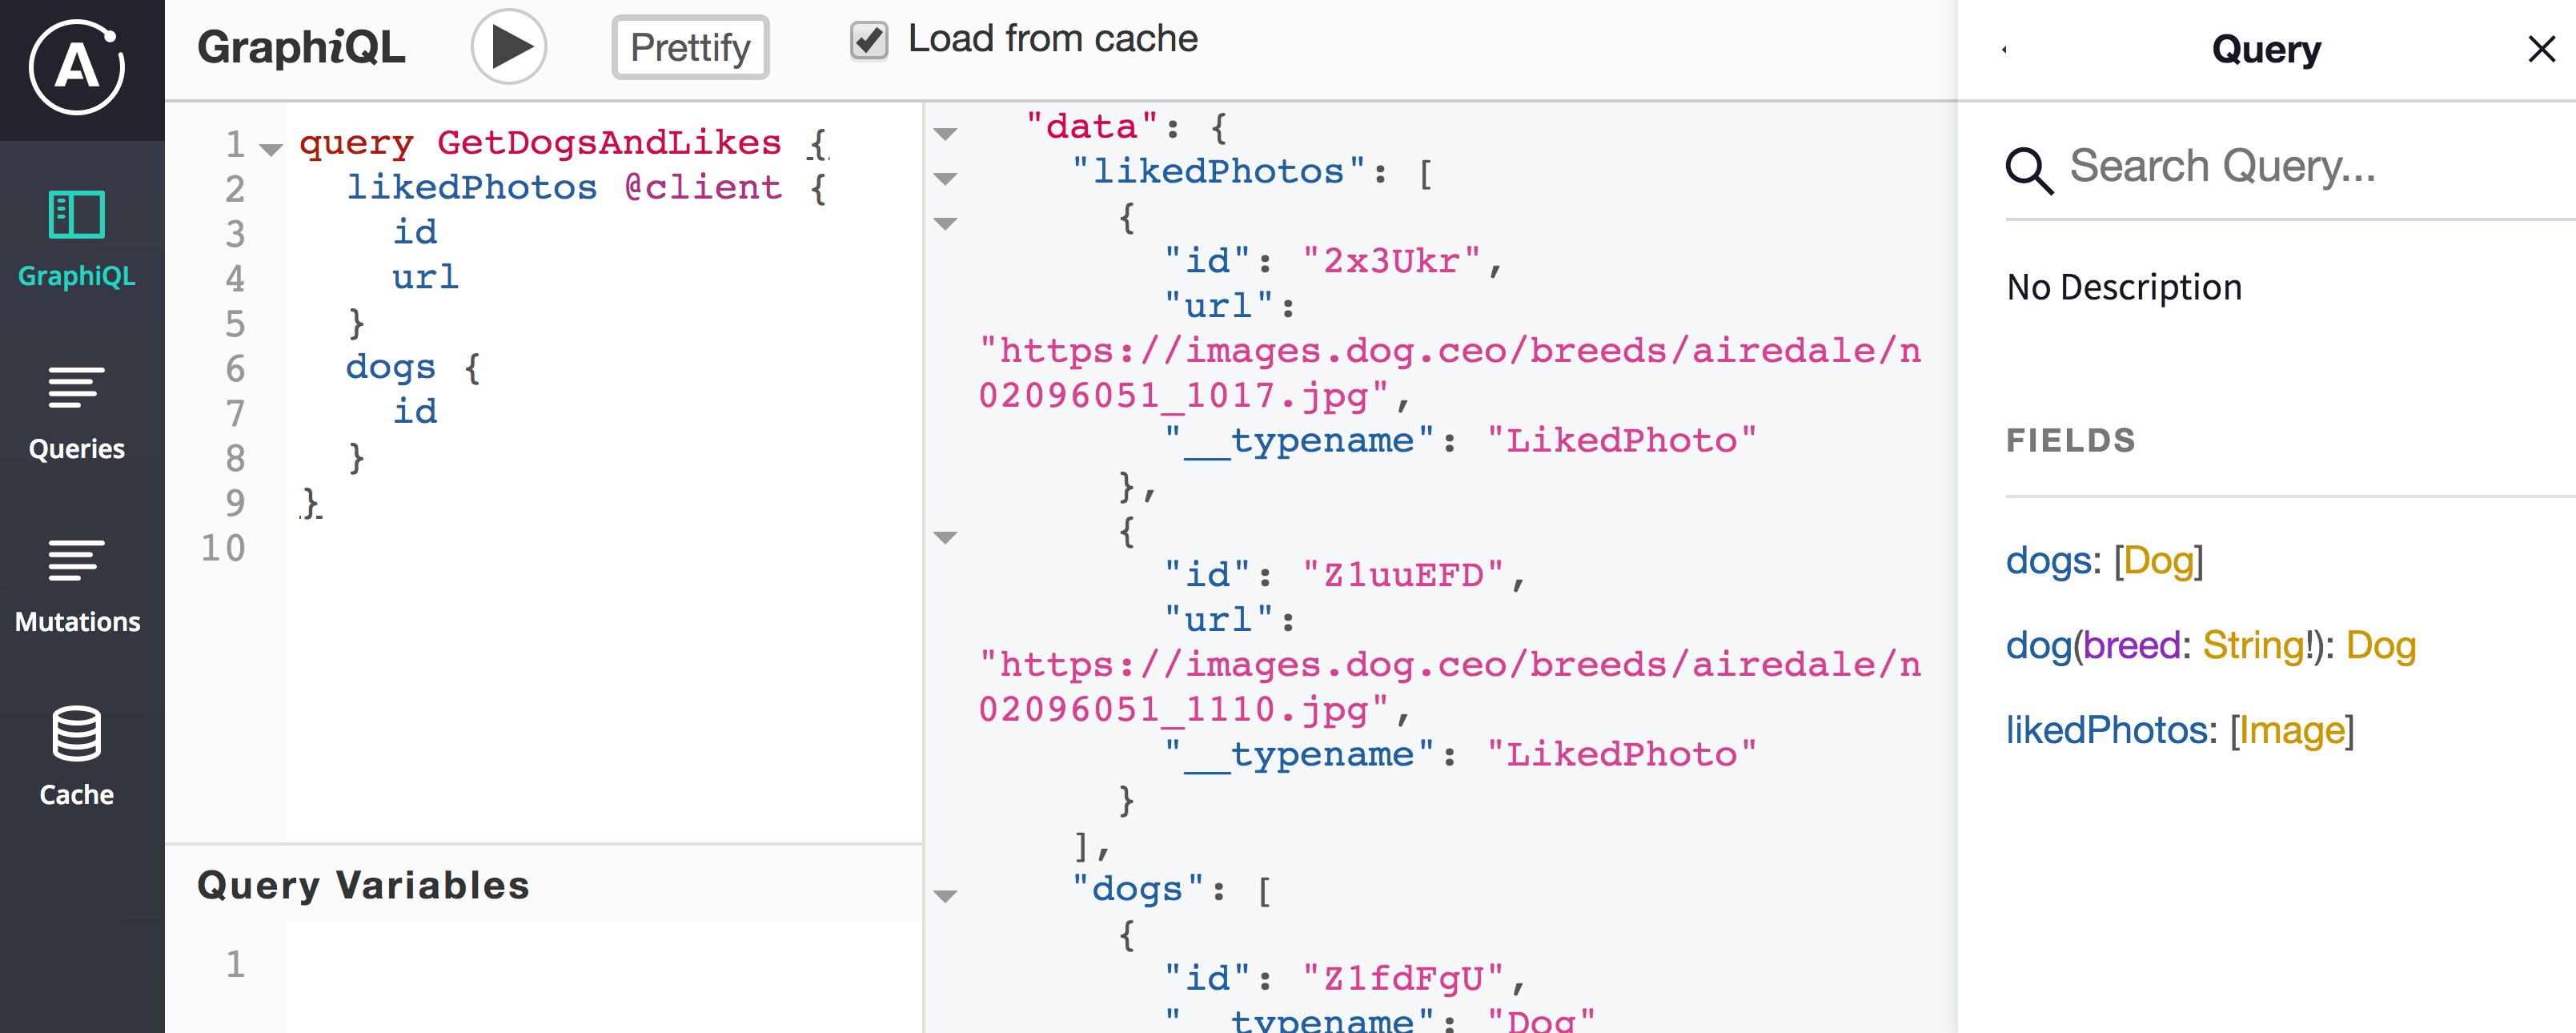 A
GraphiQL
Queries
Mutations
Cache
GraphiQL
Prettify
Load from cache
1 query GetDogsAndLikes {
2 likedPhotos @client {
3 id
4 url
5 }
6 dogs {
7 id
8 }
9 }
10
Query Variables
1
"data": {
"likedPhotos": [
{
"id": "2x3Ukr",
"url":
"https://images.dog.ceo/breeds/airedale/n
02096051_1017.jpg",
"__typename": "LikedPhoto"
},
{
"id": "Z1uuEFD",
"url":
"https://images.dog.ceo/breeds/airedale/n
02096051_1110.jpg",
"__typename": "LikedPhoto"
}
],
"dogs": [
{
"id": "Z1fdFgU",
"__typename": "Dog"
Query
Search Query...
No Description
FIELDS
dogs: [Dog]
dog(breed: String!): Dog
likedPhotos: [Image]